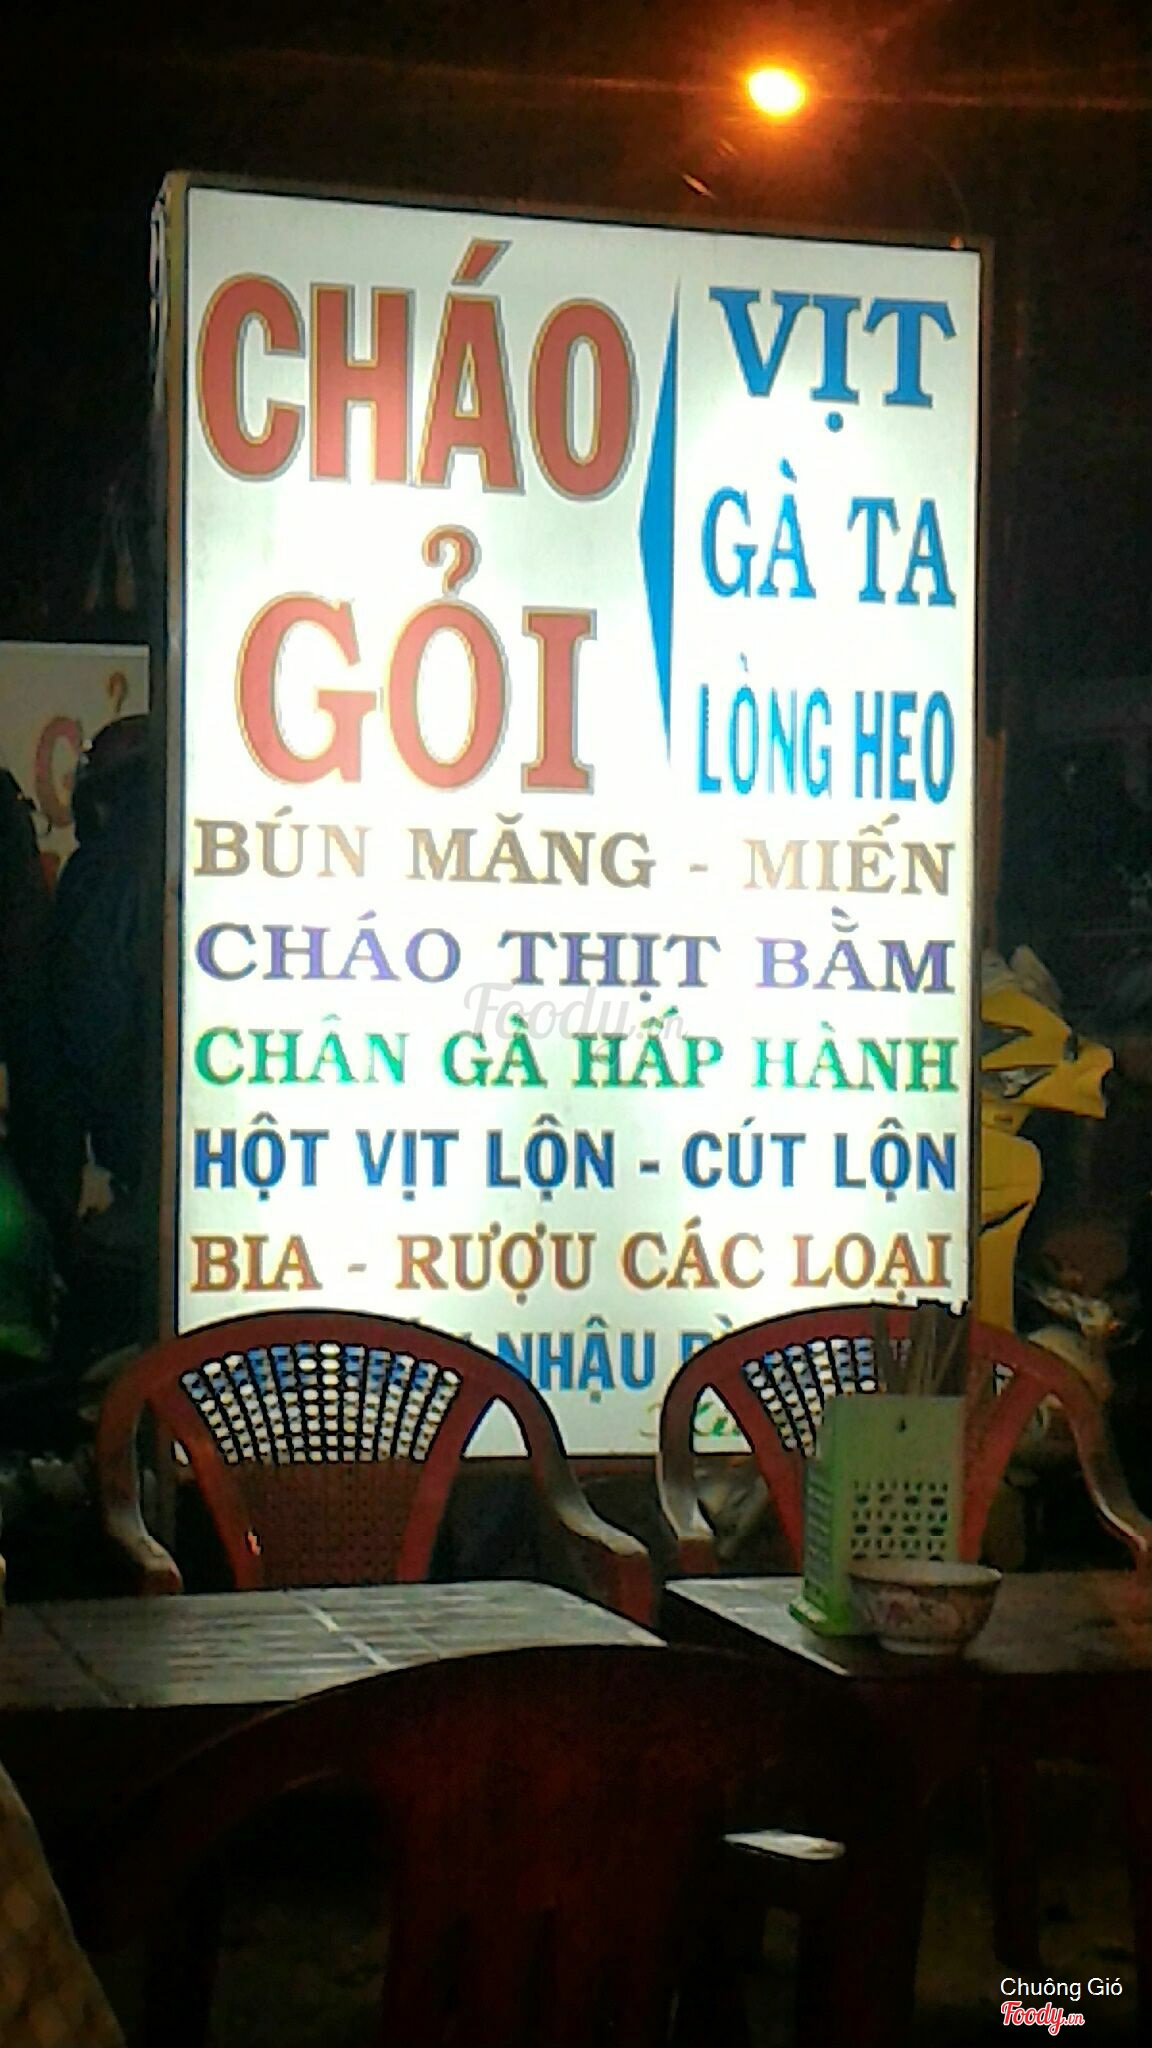 CHÁO
GỎI
VỊT
GÀ TA
LÒNG HEO
BÚN MĂNG - MIẾN
CHÁO THỊT BẰM
CHÂN GÀ HẤP HÀNH
HỘT VỊT LỘN - CÚT LỘN
BIA - RƯỢU CÁC LOẠI
NHẬU
Foody.vn
Chuông Gió
Foody.vn